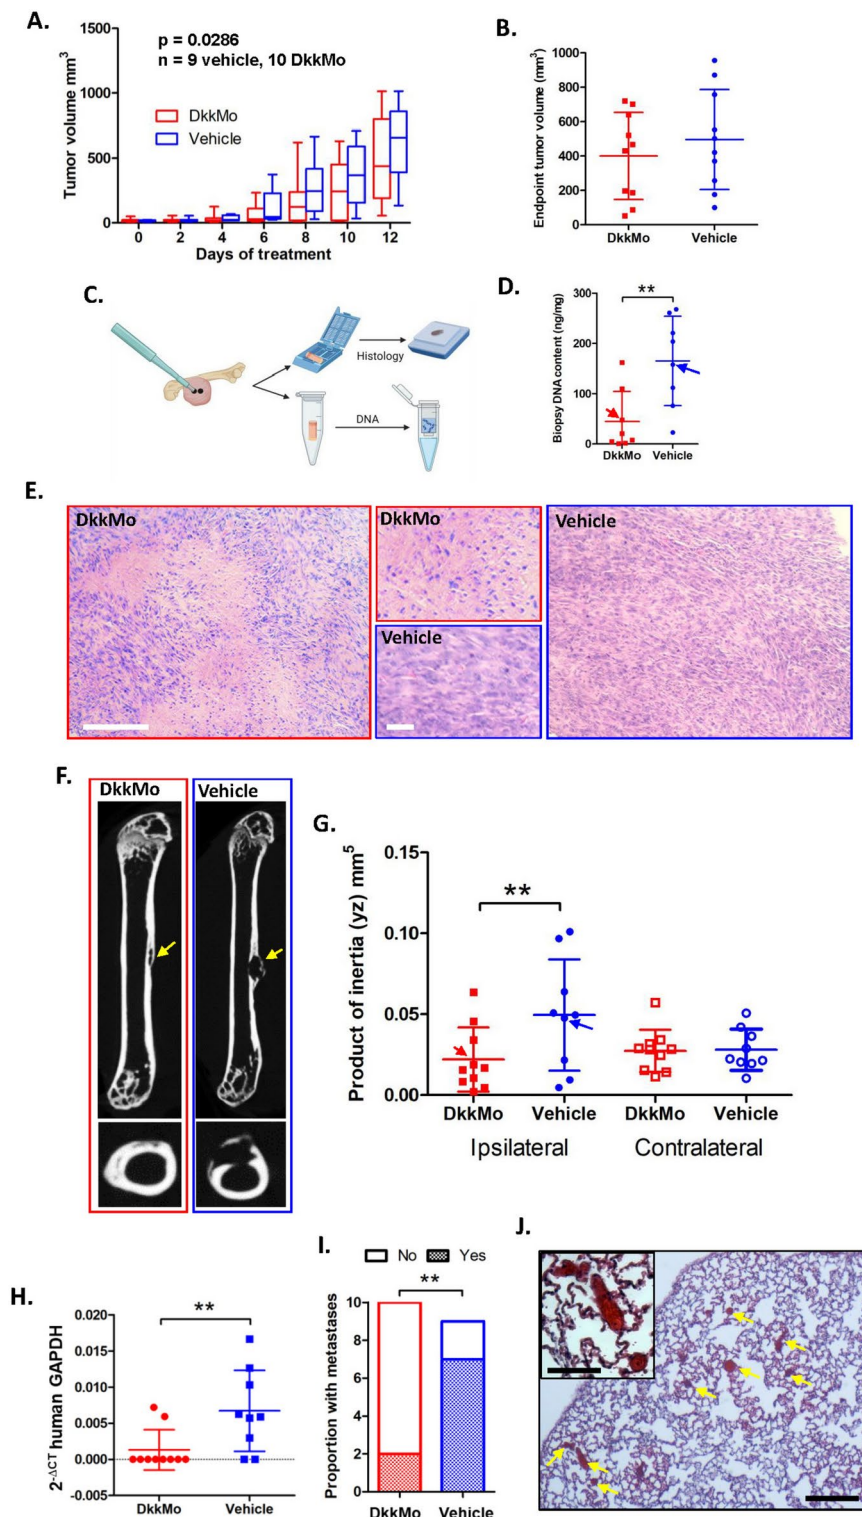 A.
Tumor volume mm3
1500
1000
500
0
p = 0.0286
n = 9 vehicle, 10 DkkMo
DkkMo
Vehicle
0 2 4 6 8 10 12
Days of treatment
B.
Endpoint tumor volume (mm3)
1000
800
600
400
200
0
DkkMo Vehicle
C.
Histology
DNA
D.
Biopsy DNA content (ng/mg)
300
200
100
0
**
DkkMo Vehicle
E.
DkkMo
DkkMo
Vehicle
Vehicle
F.
DkkMo
Vehicle
G.
Product of inertia (yz) mm5
0.15
0.10
0.05
0.00
**
DkkMo Vehicle DkkMo Vehicle
Ipsilateral Contralateral
H.
2-ΔCT human GAPDH
0.020
0.015
0.010
0.005
0.000
-0.005
**
DkkMo Vehicle
I.
No Yes
**
Proportion with metastases
10
8
6
4
2
0
DkkMo Vehicle
J.